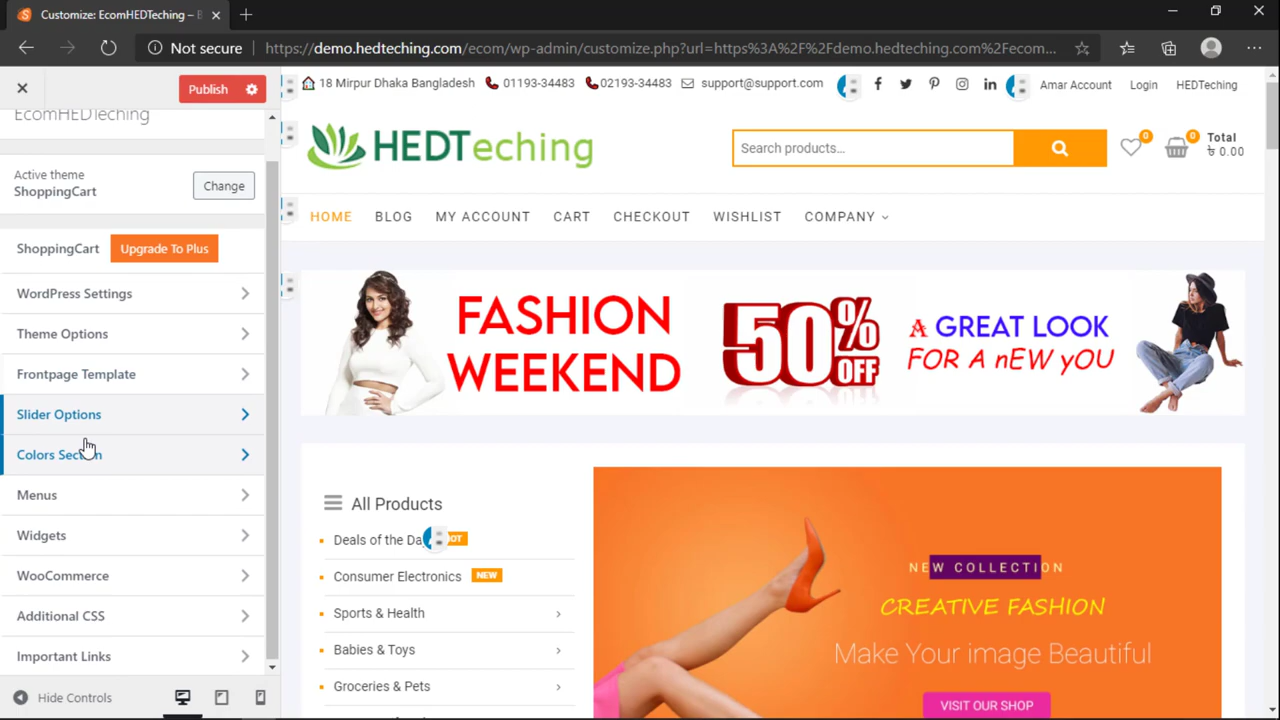 Customize: EcomHEDTeching – E
Not secure
https://demo.hedteching.com/ecom/wp-admin/customize.php?url=https%3A%2F%2Fdemo.hedteching.com%2Fecom...
Publish
18 Mirpur Dhaka Bangladesh
01193-34483
02193-34483
support@support.com
Amar Account
Login
HEDTeching
EcomHEDTeching
HEDTeching
Search products...
0
0
Total
৳ 0.00
Active theme
ShoppingCart
Change
HOME
BLOG
MY ACCOUNT
CART
CHECKOUT
WISHLIST
COMPANY
ShoppingCart
Upgrade To Plus
WordPress Settings
Theme Options
Frontpage Template
Slider Options
Colors Section
Menus
Widgets
WooCommerce
Additional CSS
Important Links
Hide Controls
FASHION
WEEKEND
50% OFF
A GREAT LOOK
FOR A nEW yOU
All Products
Deals of the Da
Consumer Electronics
NEW
Sports & Health
Babies & Toys
Groceries & Pets
NEW COLLECTION
CREATIVE FASHION
Make Your image Beautiful
VISIT OUR SHOP